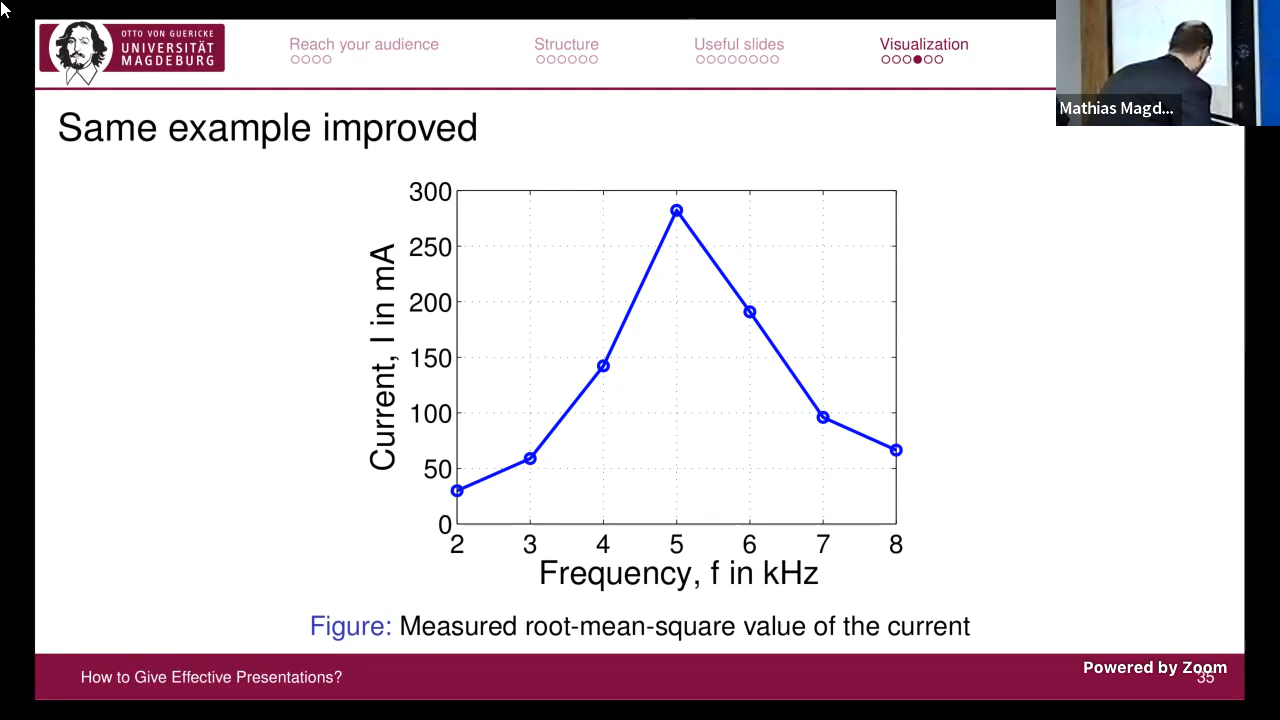 OTTO VON GUERICKE
UNIVERSITÄT
MAGDEBURG
Reach your audience
Structure
Useful slides
Visualization
Mathias Magd...
Same example improved
300
250
200
150
100
50
0
Current, I in mA
2 3 4 5 6 7 8
Frequency, f in kHz
Figure: Measured root-mean-square value of the current
How to Give Effective Presentations?
Powered by Zoom
35